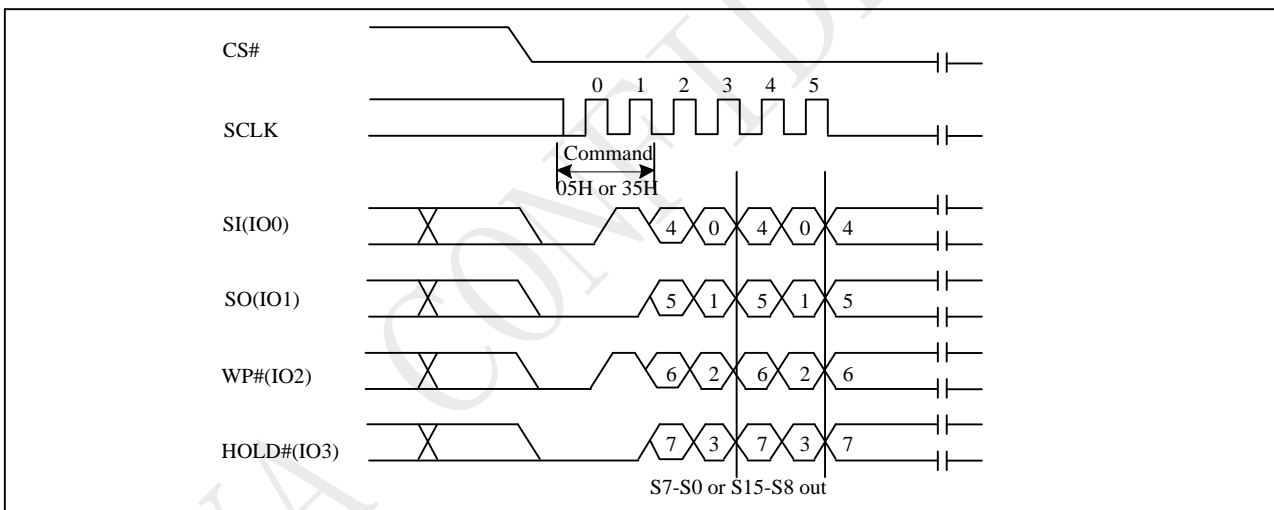 CS#
0 1 2 3 4 5
SCLK
Command
05H or 35H
SI(IO0) 4 0 4 0 4
SO(IO1) 5 1 5 1 5
WP#(IO2) 6 2 6 2 6
HOLD#(IO3) 7 3 7 3 7
S7-S0 or S15-S8 out